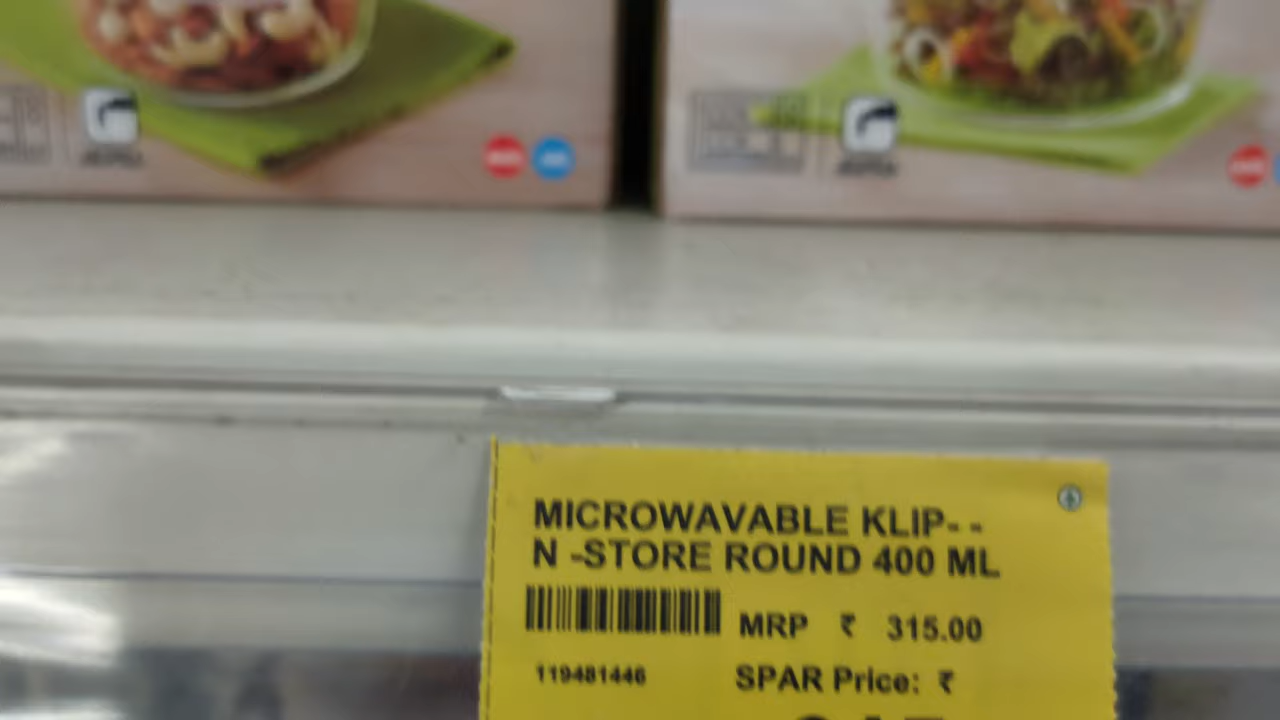 MICROWAVABLE KLIP- -
N -STORE ROUND 400 ML
MRP ₹ 315.00
119481446
SPAR Price: ₹